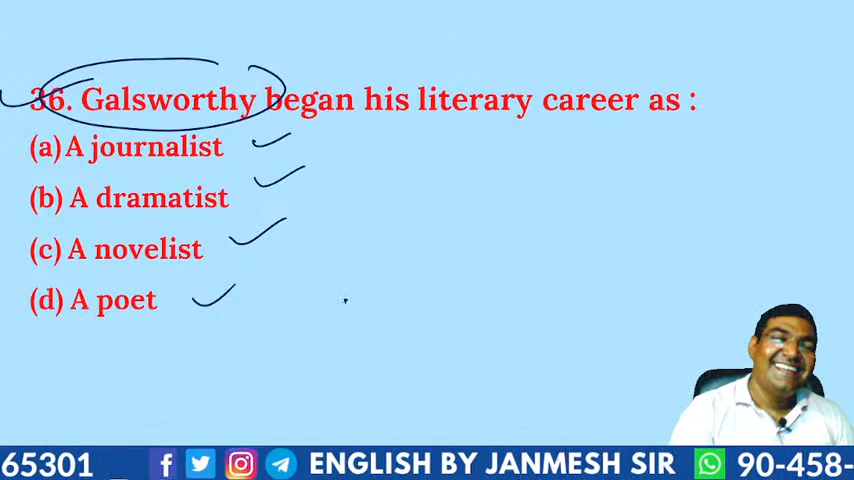 36. Galsworthy began his literary career as :
(a) A journalist
(b) A dramatist
(c) A novelist
(d) A poet
65301 ENGLISH BY JANMESH SIR 90-458-